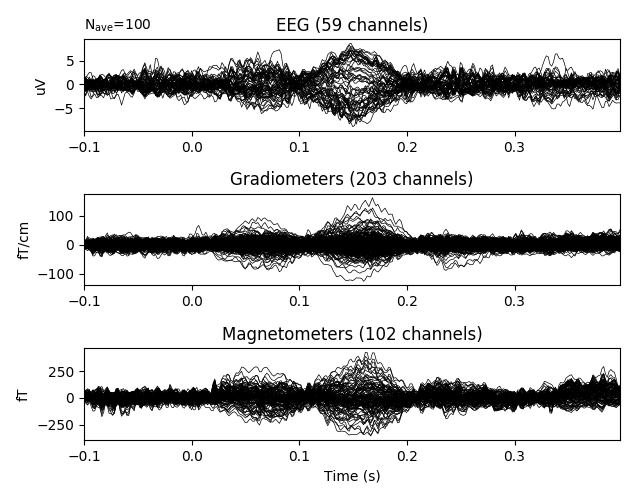 Nave=100
EEG (59 channels)
5
0
−5
uV
−0.1 0.0 0.1 0.2 0.3
Gradiometers (203 channels)
100
0
−100
fT/cm
−0.1 0.0 0.1 0.2 0.3
Magnetometers (102 channels)
250
0
−250
fT
−0.1 0.0 0.1 0.2 0.3
Time (s)